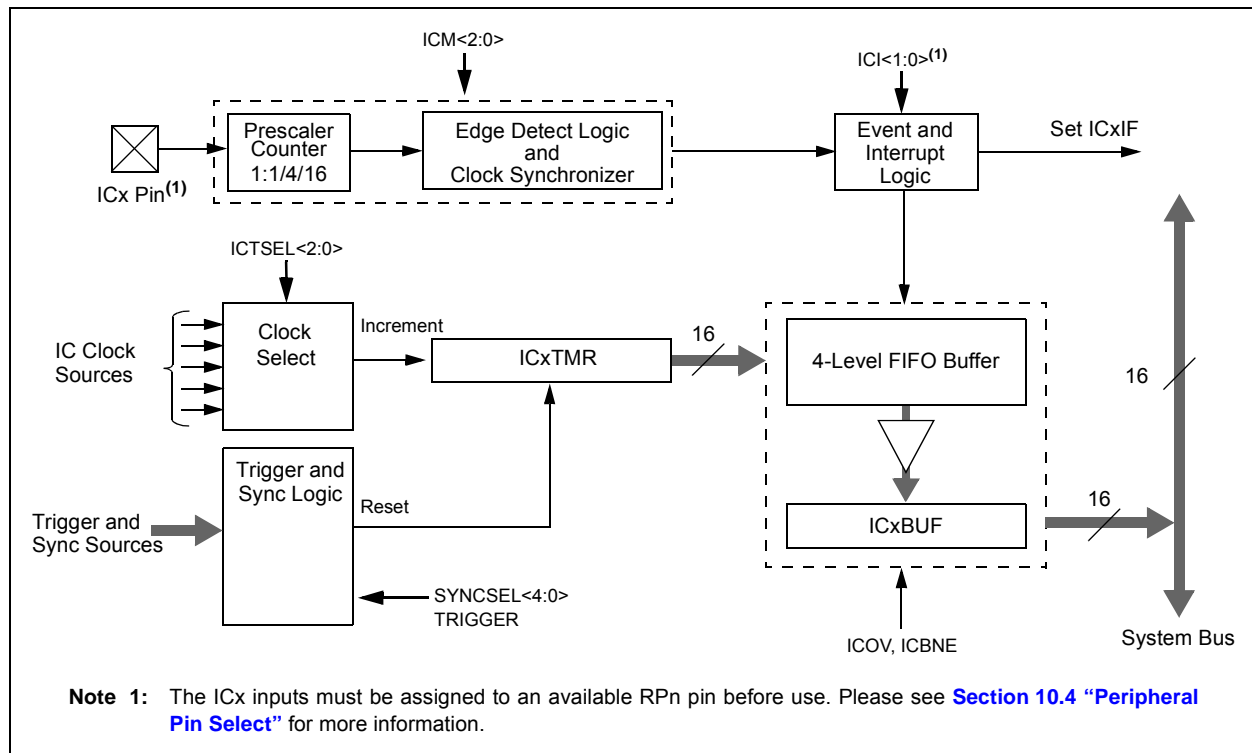 ICM<2:0>
ICI<1:0>(1)
Prescaler
Counter
1:1/4/16
Edge Detect Logic
and
Clock Synchronizer
Event and
Interrupt
Logic
Set ICxIF
ICx Pin(1)
ICTSEL<2:0>
IC Clock
Sources
Clock
Select
Increment
ICxTMR
16
4-Level FIFO Buffer
16
Trigger and
Sync Logic
Reset
Trigger and
Sync Sources
ICxBUF
16
SYNCSEL<4:0>
TRIGGER
ICOV, ICBNE
System Bus
Note 1: The ICx inputs must be assigned to an available RPn pin before use. Please see Section 10.4 “Peripheral
Pin Select” for more information.